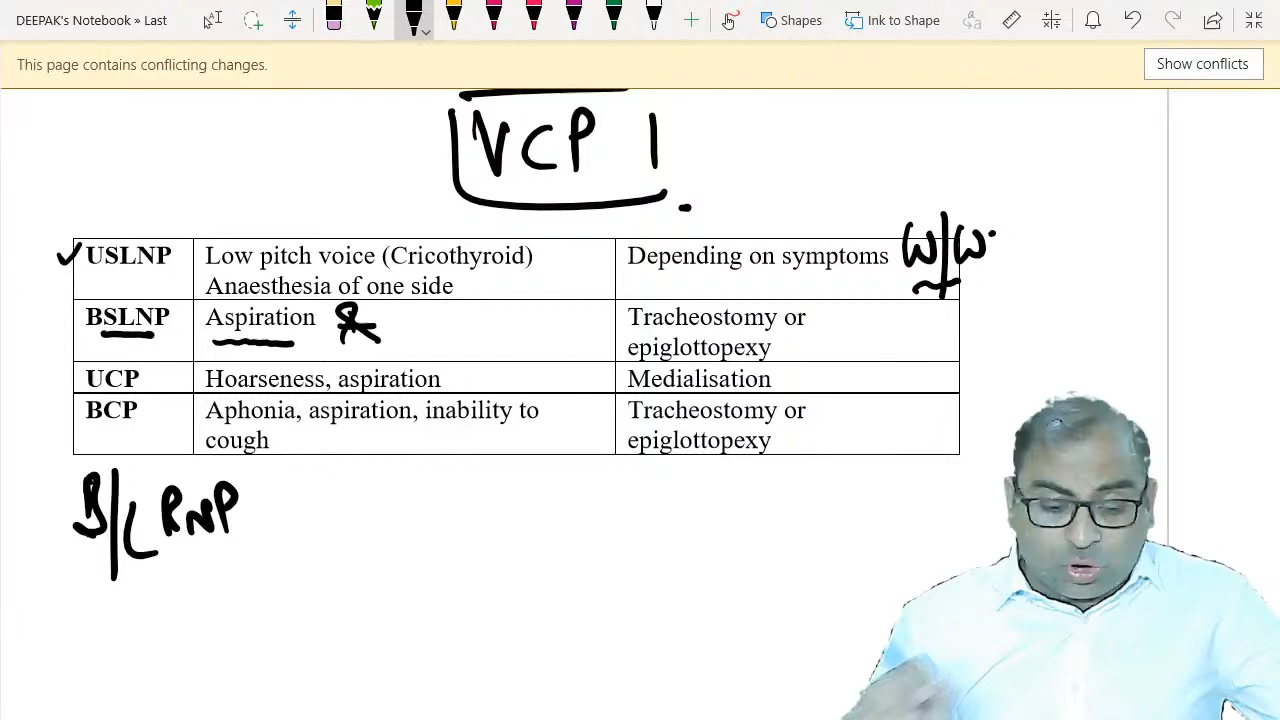 DEEPAK's Notebook » Last
Shapes
Ink to Shape
This page contains conflicting changes.
Show conflicts
VCP 1
USLNP
Low pitch voice (Cricothyroid)
Anaesthesia of one side
Depending on symptoms
W/W
BSLNP
Aspiration
Tracheostomy or
epiglottopexy
UCP
Hoarseness, aspiration
Medialisation
BCP
Aphonia, aspiration, inability to
cough
Tracheostomy or
epiglottopexy
B/L RNP